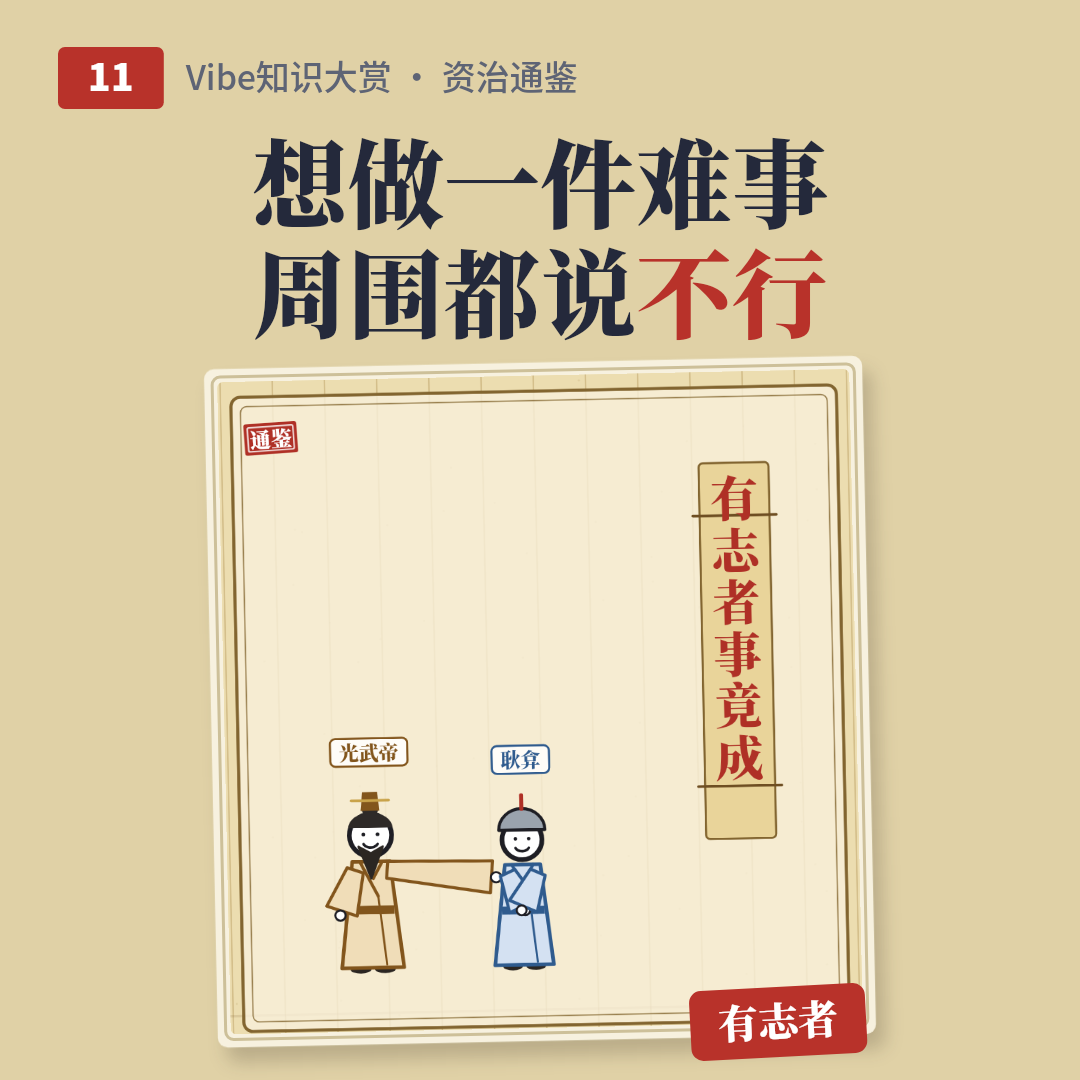 11
Vibe知识大赏 · 资治通鉴
想做一件难事
周围都说不行
通鉴
有志者事竟成
光武帝
耿弇
有志者